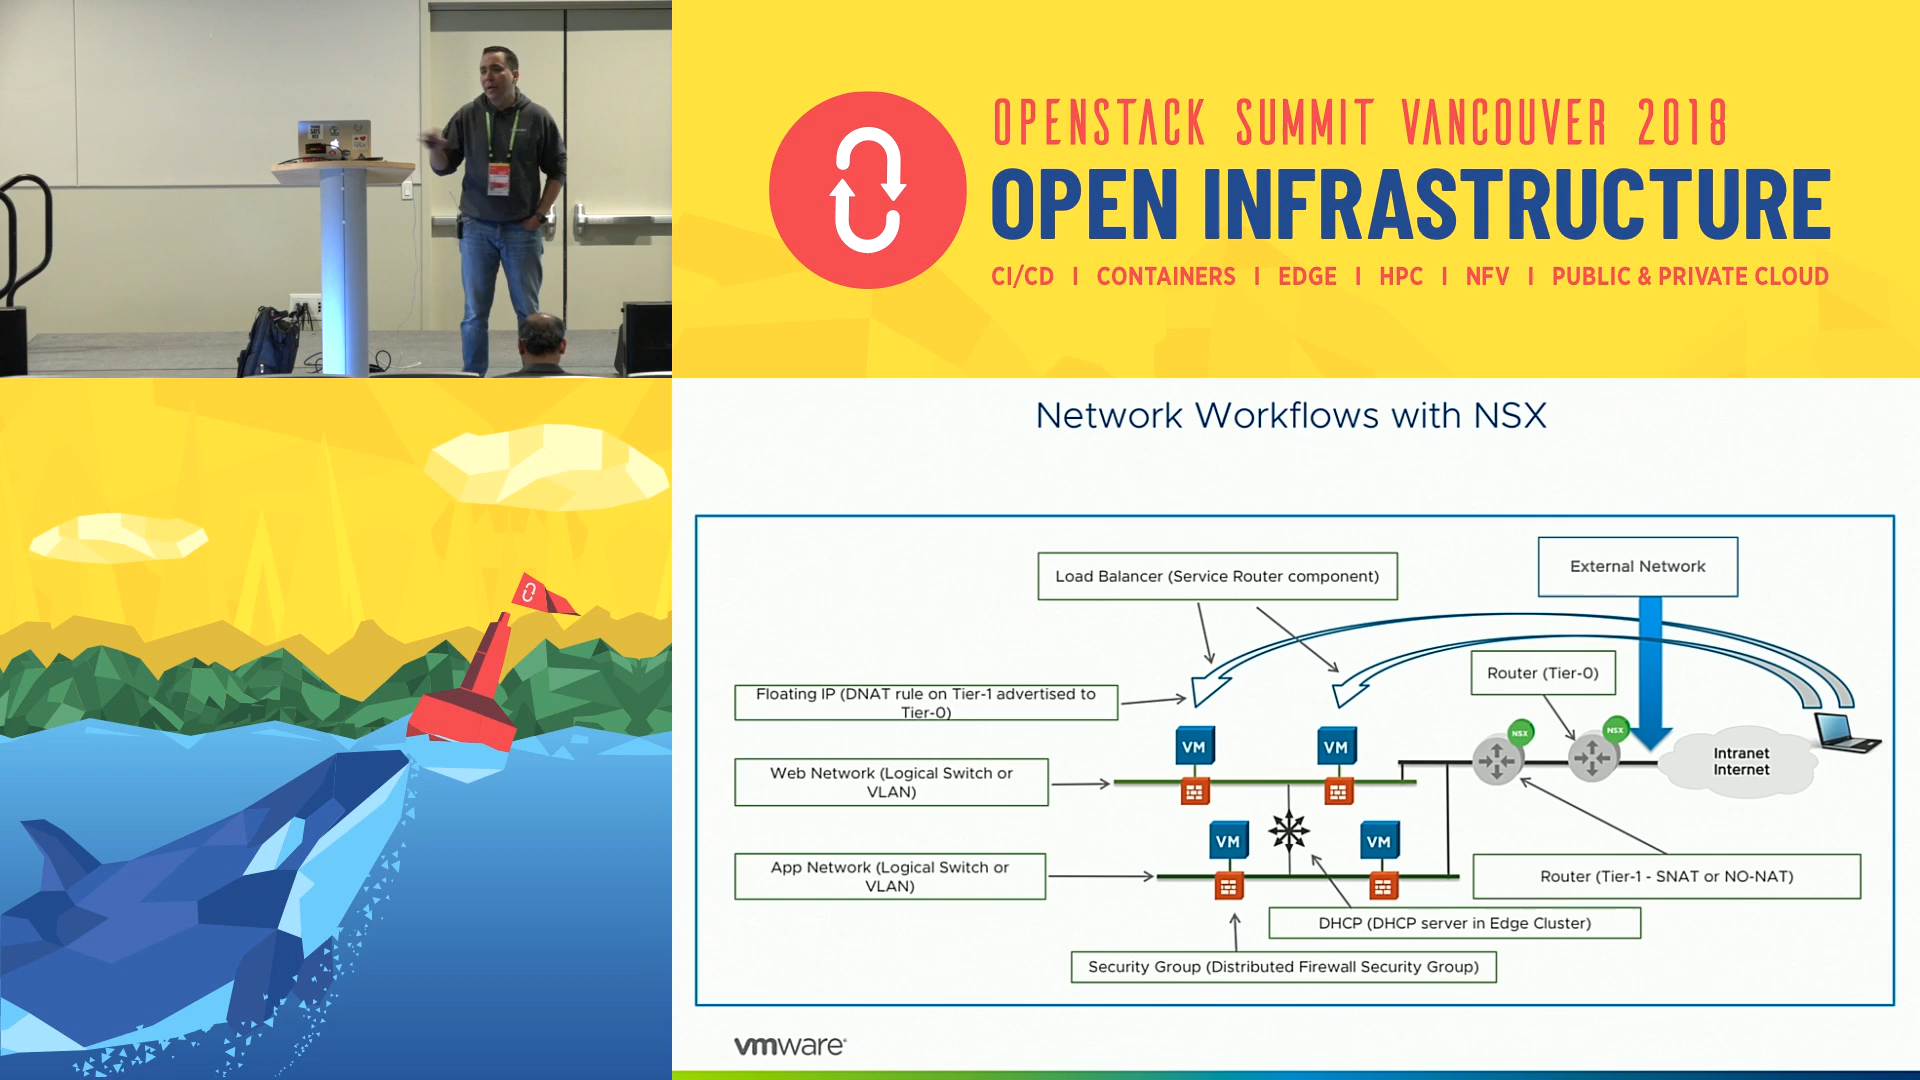 OPENSTACK SUMMIT VANCOUVER 2018
OPEN INFRASTRUCTURE
CI/CD | CONTAINERS | EDGE | HPC | NFV | PUBLIC & PRIVATE CLOUD
Network Workflows with NSX
Load Balancer (Service Router component)
External Network
Router (Tier-0)
Floating IP (DNAT rule on Tier-1 advertised to
Tier-0)
VM
VM
NSX
NSX
Intranet
Internet
Web Network (Logical Switch or
VLAN)
VM
VM
App Network (Logical Switch or
VLAN)
Router (Tier-1 - SNAT or NO-NAT)
DHCP (DHCP server in Edge Cluster)
Security Group (Distributed Firewall Security Group)
vmware